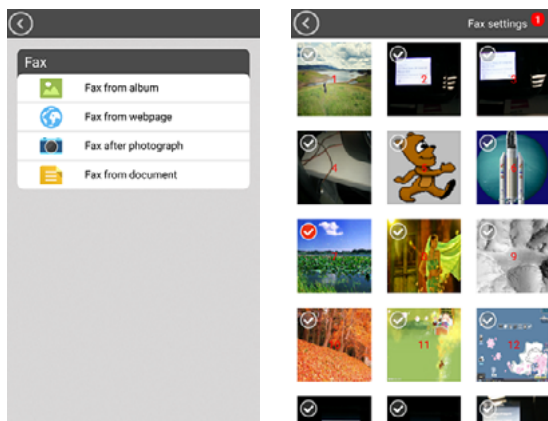 Fax
Fax from album
Fax from webpage
Fax after photograph
Fax from document
Fax settings 1
1
2
3
4
6
9
11
12